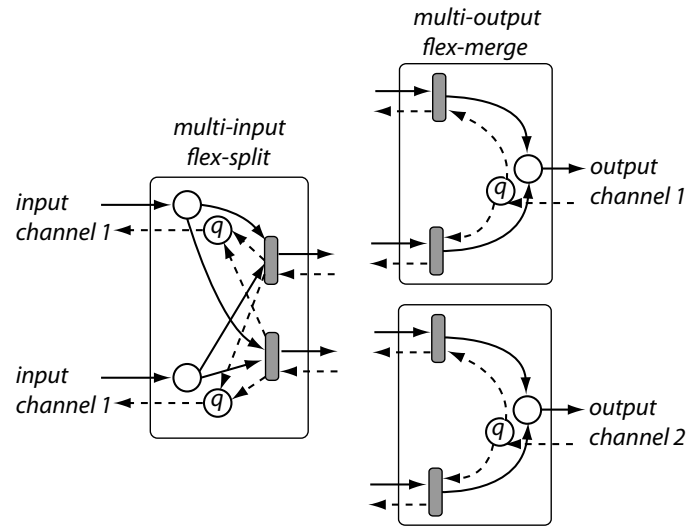 multi-output
flex-merge
multi-input
flex-split
input
channel 1
q
input
channel 1
q
output
channel 1
q
output
channel 2
q